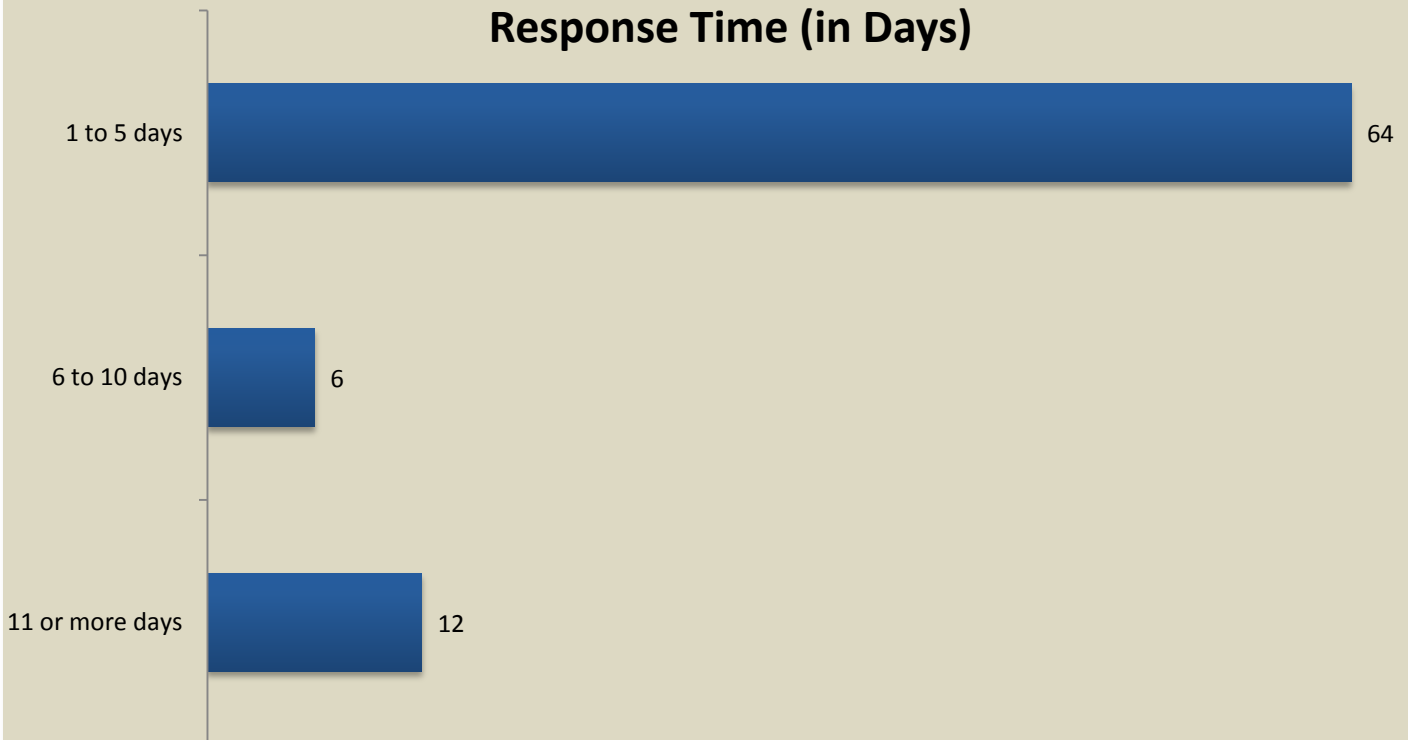 Response Time (in Days)
1 to 5 days
64
6 to 10 days
6
11 or more days
12